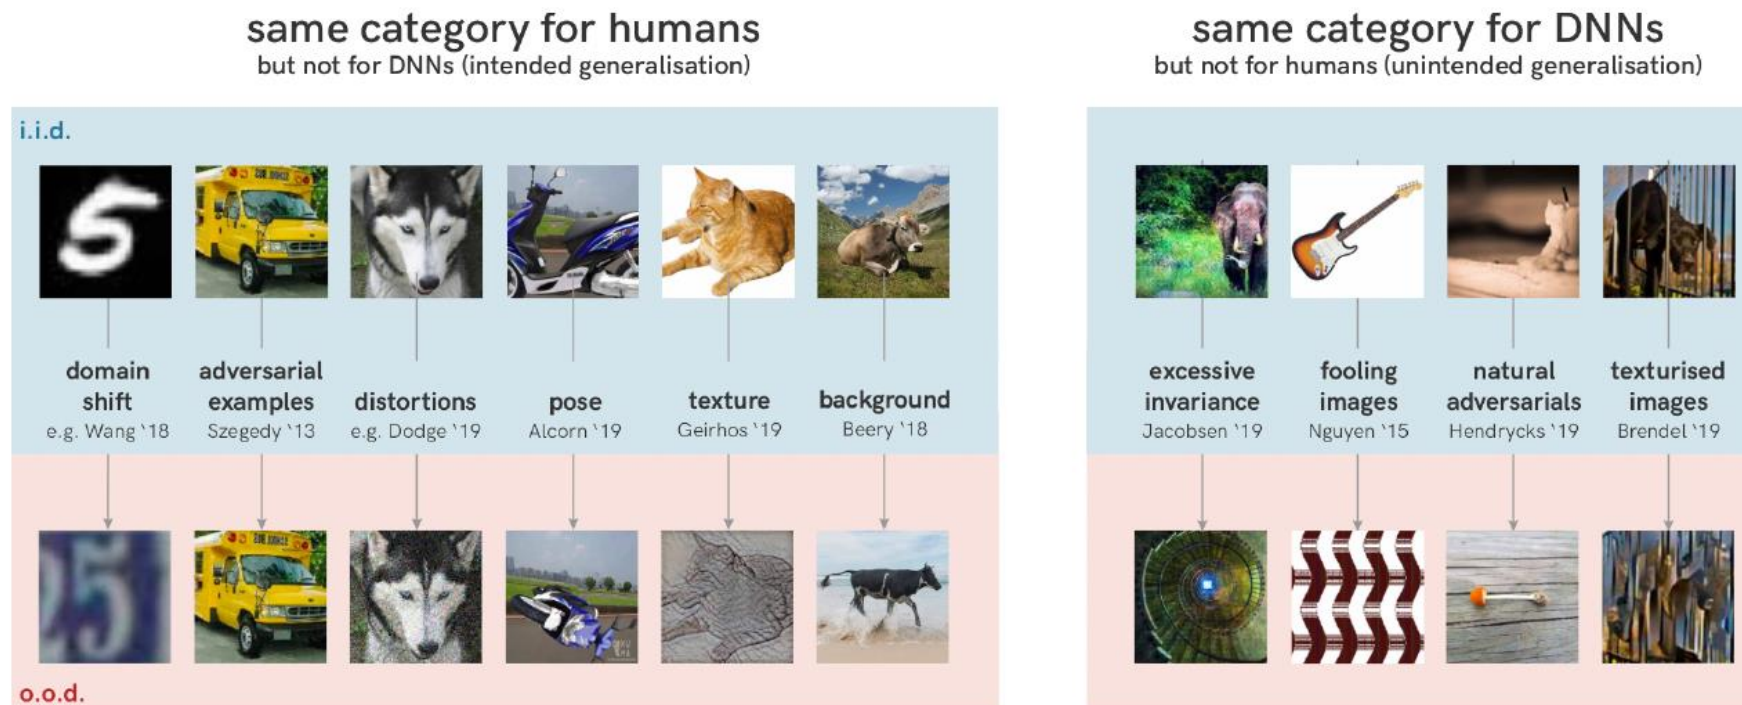 same category for humans
but not for DNNs (intended generalisation)
same category for DNNs
but not for humans (unintended generalisation)
i.i.d.
5
domain
shift
e.g. Wang '18
adversarial
examples
Szegedy '13
distortions
e.g. Dodge '19
pose
Alcorn '19
texture
Geirhos '19
background
Beery '18
excessive
invariance
Jacobsen '19
fooling
images
Nguyen '15
natural
adversarials
Hendrycks '19
texturised
images
Brendel '19
5
o.o.d.